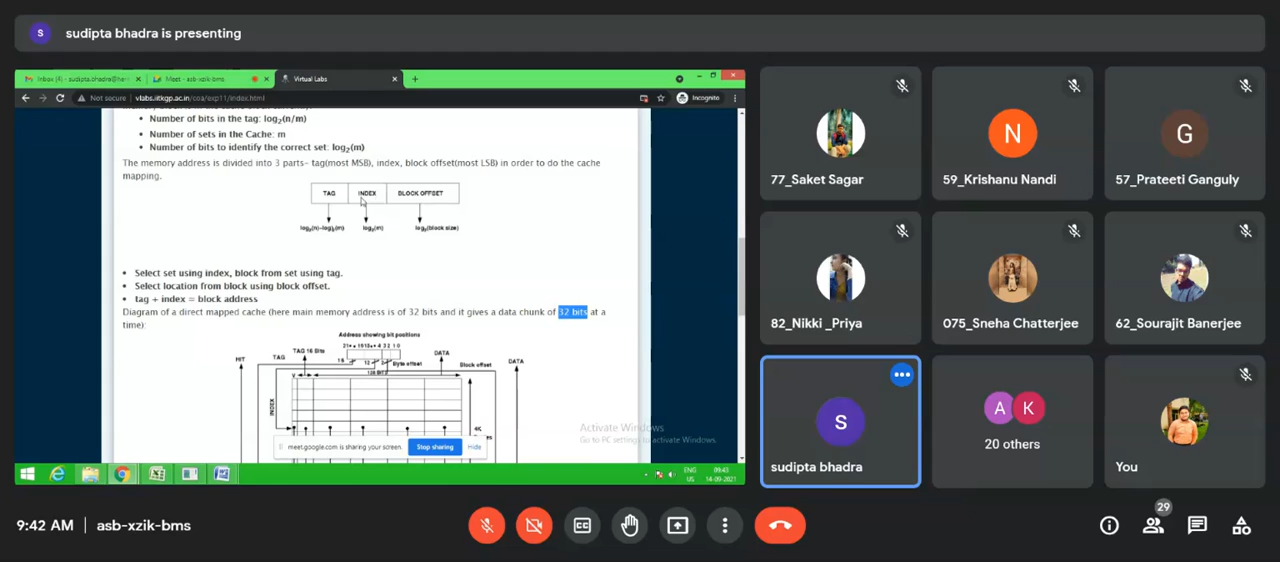 S sudipta bhadra is presenting
Meet - asb-xzik-bms
Virtual Labs
Not secure vlabs.iitkgp.ac.in/coa/exp11/index.html
Incognito
• Number of bits in the tag: log2(n/m)
• Number of sets in the Cache: m
• Number of bits to identify the correct set: log2(m)
The memory address is divided into 3 parts- tag(most MSB), index, block offset(most LSB) in order to do the cache
mapping.
TAG INDEX BLOCK OFFSET
log2(n)-log2(m) log2(m) log2(block size)
• Select set using index, block from set using tag.
• Select location from block using block offset.
• tag + index = block address
Diagram of a direct mapped cache (here main memory address is of 32 bits and it gives a data chunk of 32 bits at a
time):
Address showing bit positions
TAG 16 Bits
HIT TAG DATA DATA
Byte offset Block offset
INDEX
4K
meet.google.com is sharing your screen. Stop sharing Hide
Activate Windows
Go to PC settings to activate Windows.
ENG
US
09:43
14-09-2021
77_Saket Sagar
N
59_Krishanu Nandi
G
57_Prateeti Ganguly
82_Nikki _Priya
075_Sneha Chatterjee
62_Sourajit Banerjee
S
sudipta bhadra
A K
20 others
You
9:42 AM | asb-xzik-bms
CC
29